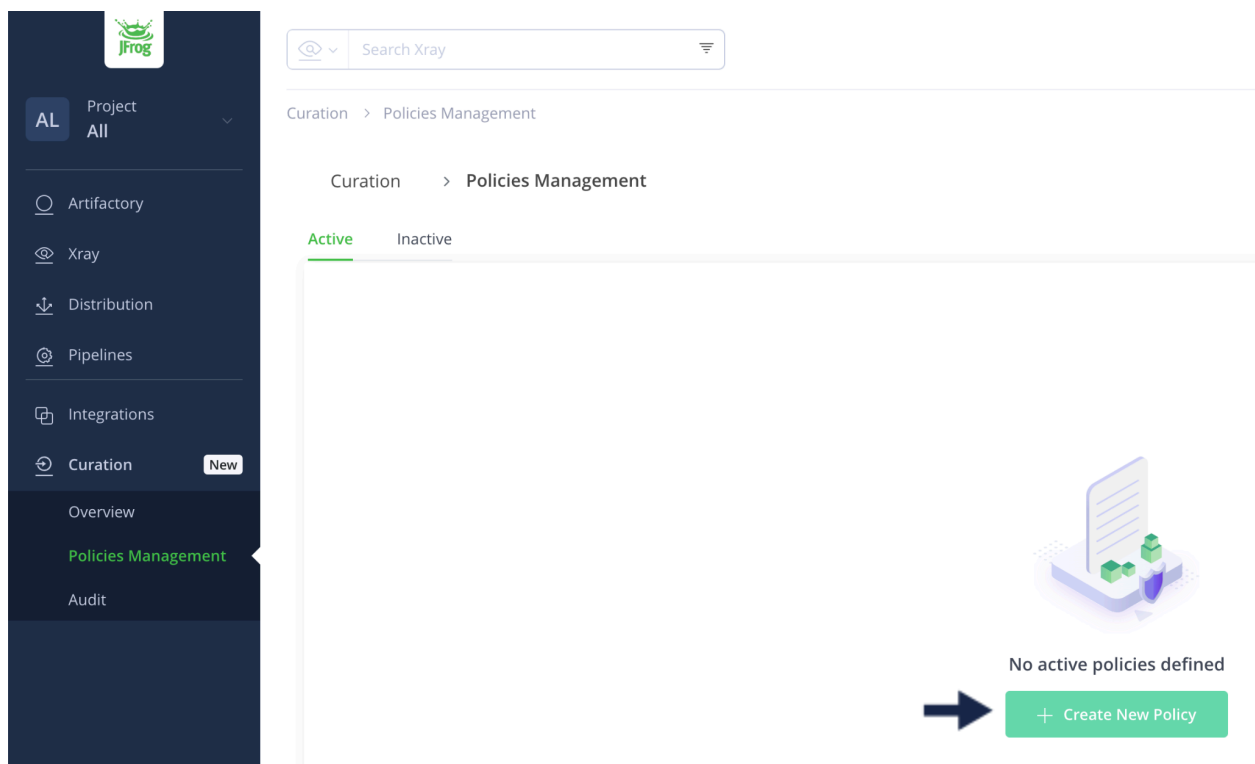 JFrog
AL
Project
All
Artifactory
Xray
Distribution
Pipelines
Integrations
Curation New
Overview
Policies Management
Audit
Search Xray
Curation > Policies Management
Curation > Policies Management
Active Inactive
No active policies defined
+ Create New Policy